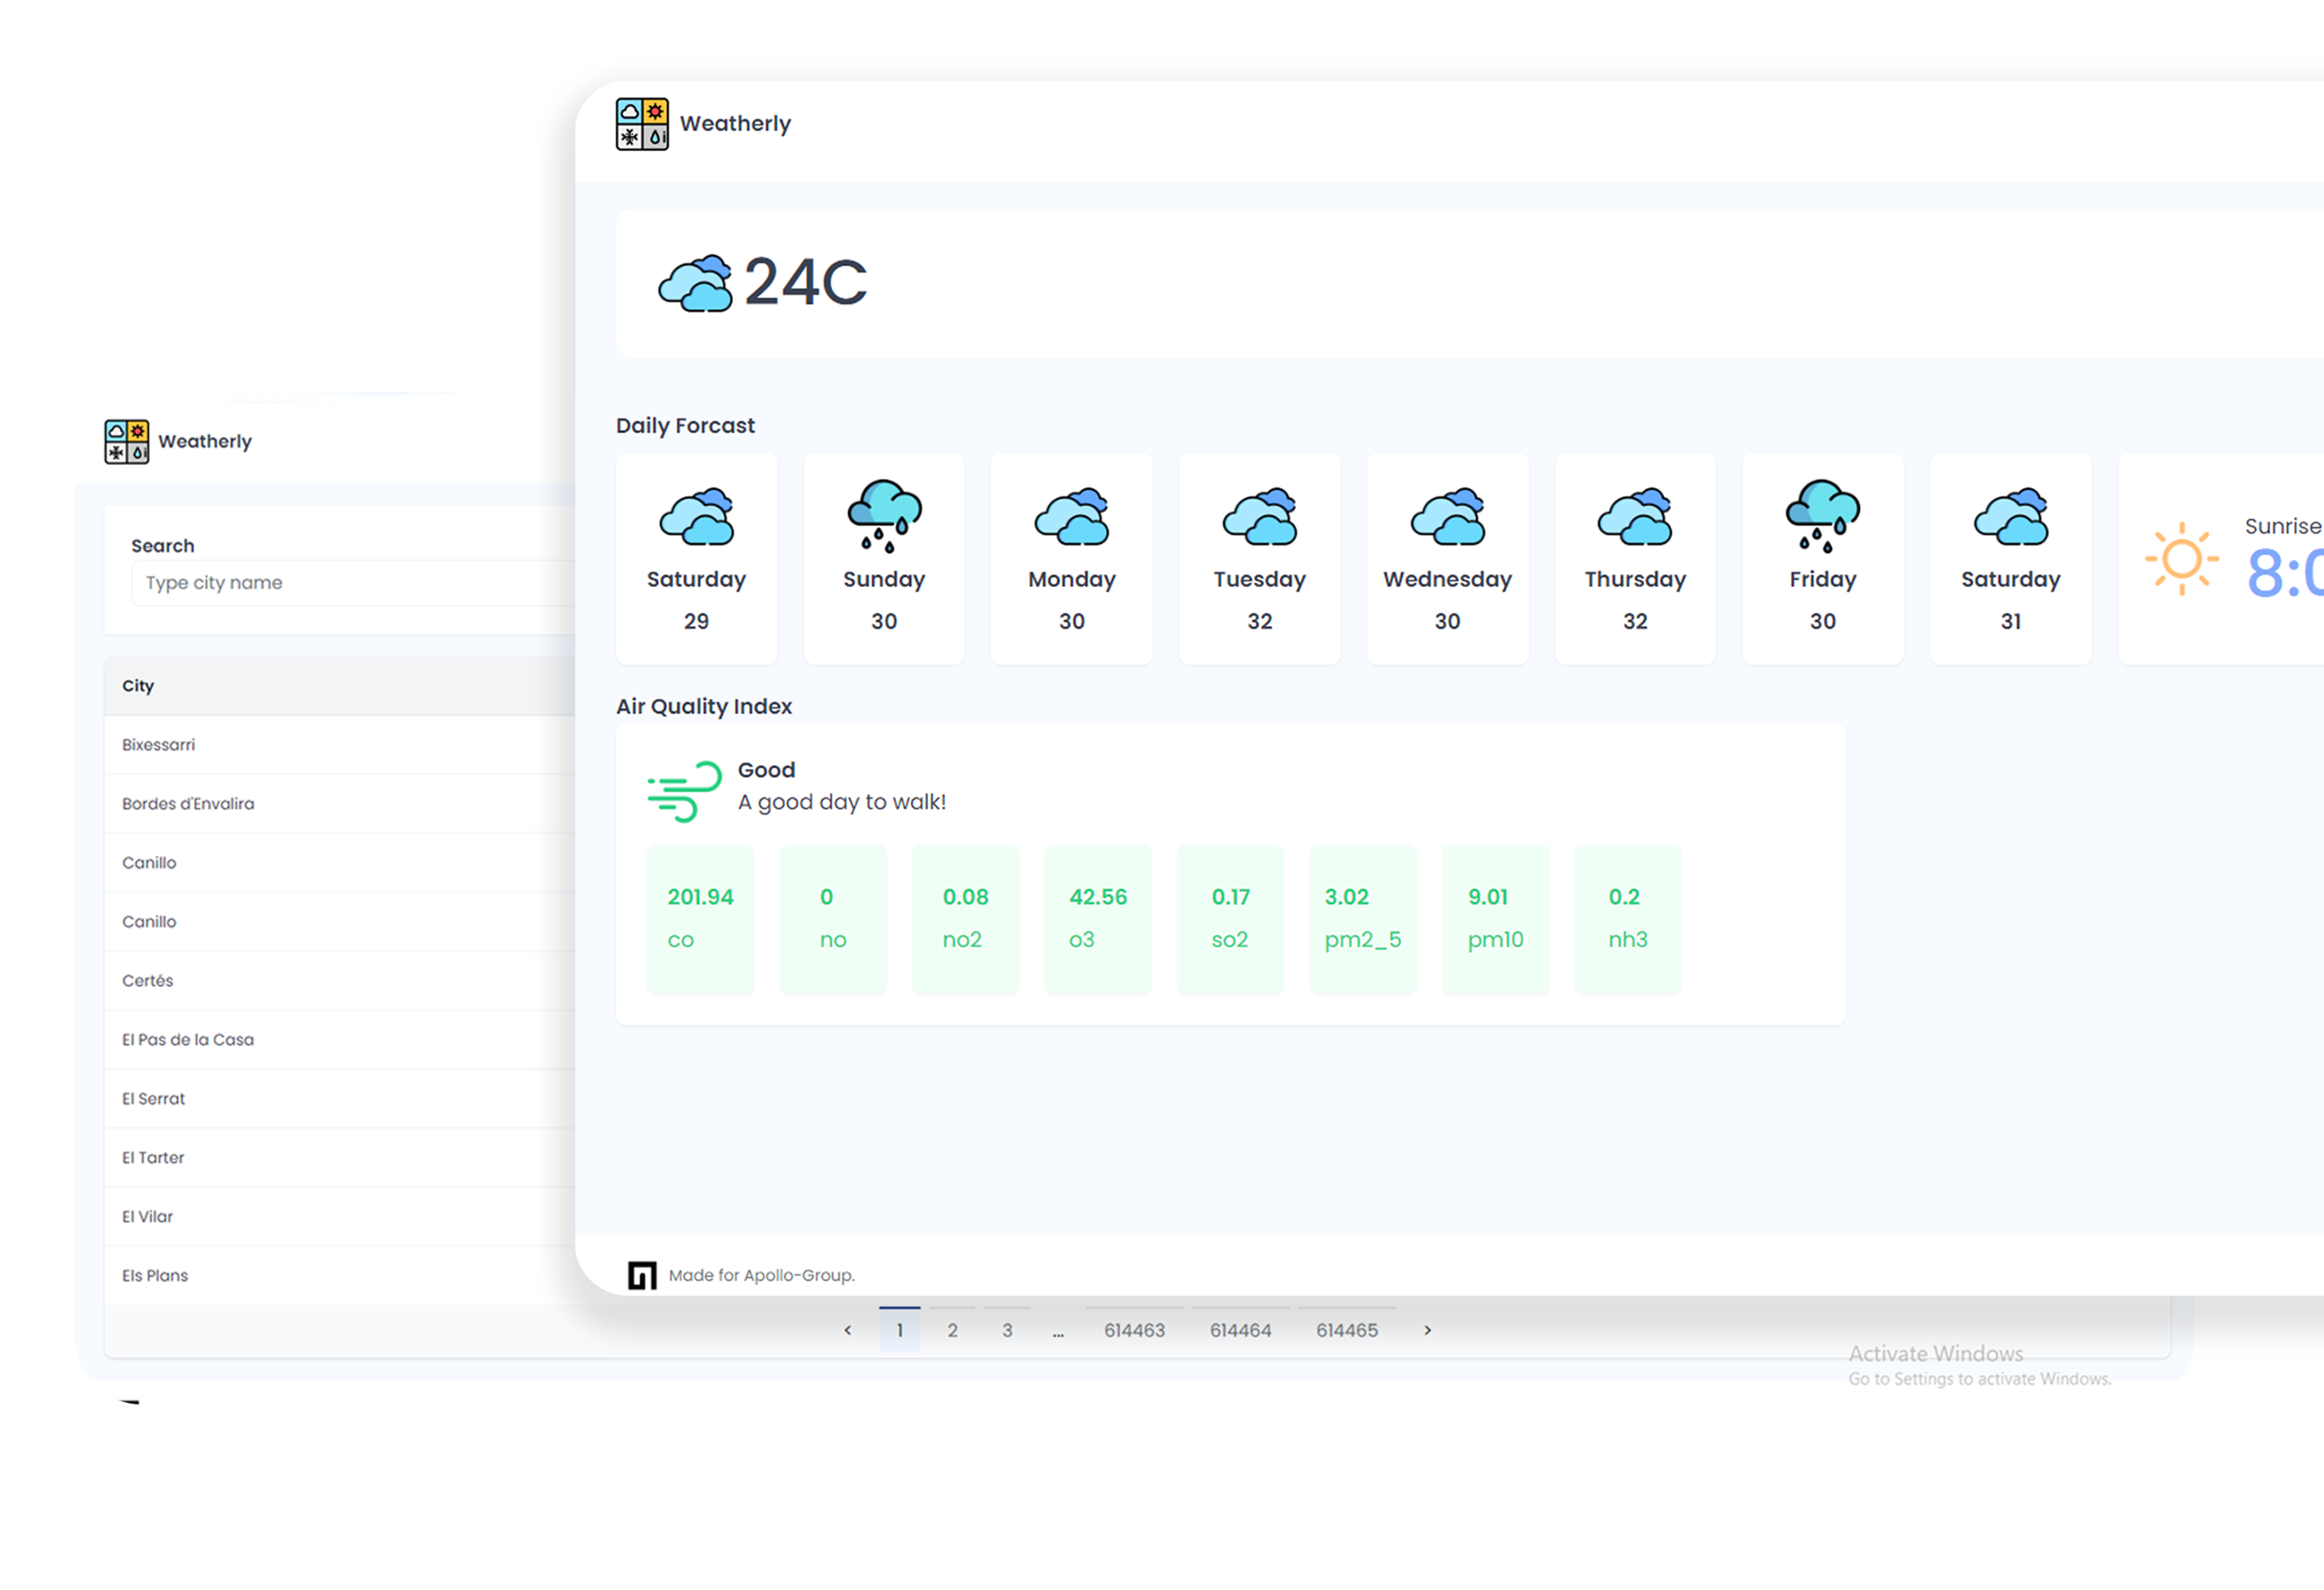 Weatherly
24C
Daily Forcast
Saturday
29
Sunday
30
Monday
30
Tuesday
32
Wednesday
30
Thursday
32
Friday
30
Saturday
31
Sunrise
8:0
Air Quality Index
Good
A good day to walk!
201.94
co
0
no
0.08
no2
42.56
o3
0.17
so2
3.02
pm2_5
9.01
pm10
0.2
nh3
Made for Apollo-Group.
Weatherly
Search
Type city name
City
Bixessarri
Bordes d'Envalira
Canillo
Canillo
Certés
El Pas de la Casa
El Serrat
El Tarter
El Vilar
Els Plans
< 1 2 3 ... 614463 614464 614465 >
Activate Windows
Go to Settings to activate Windows.